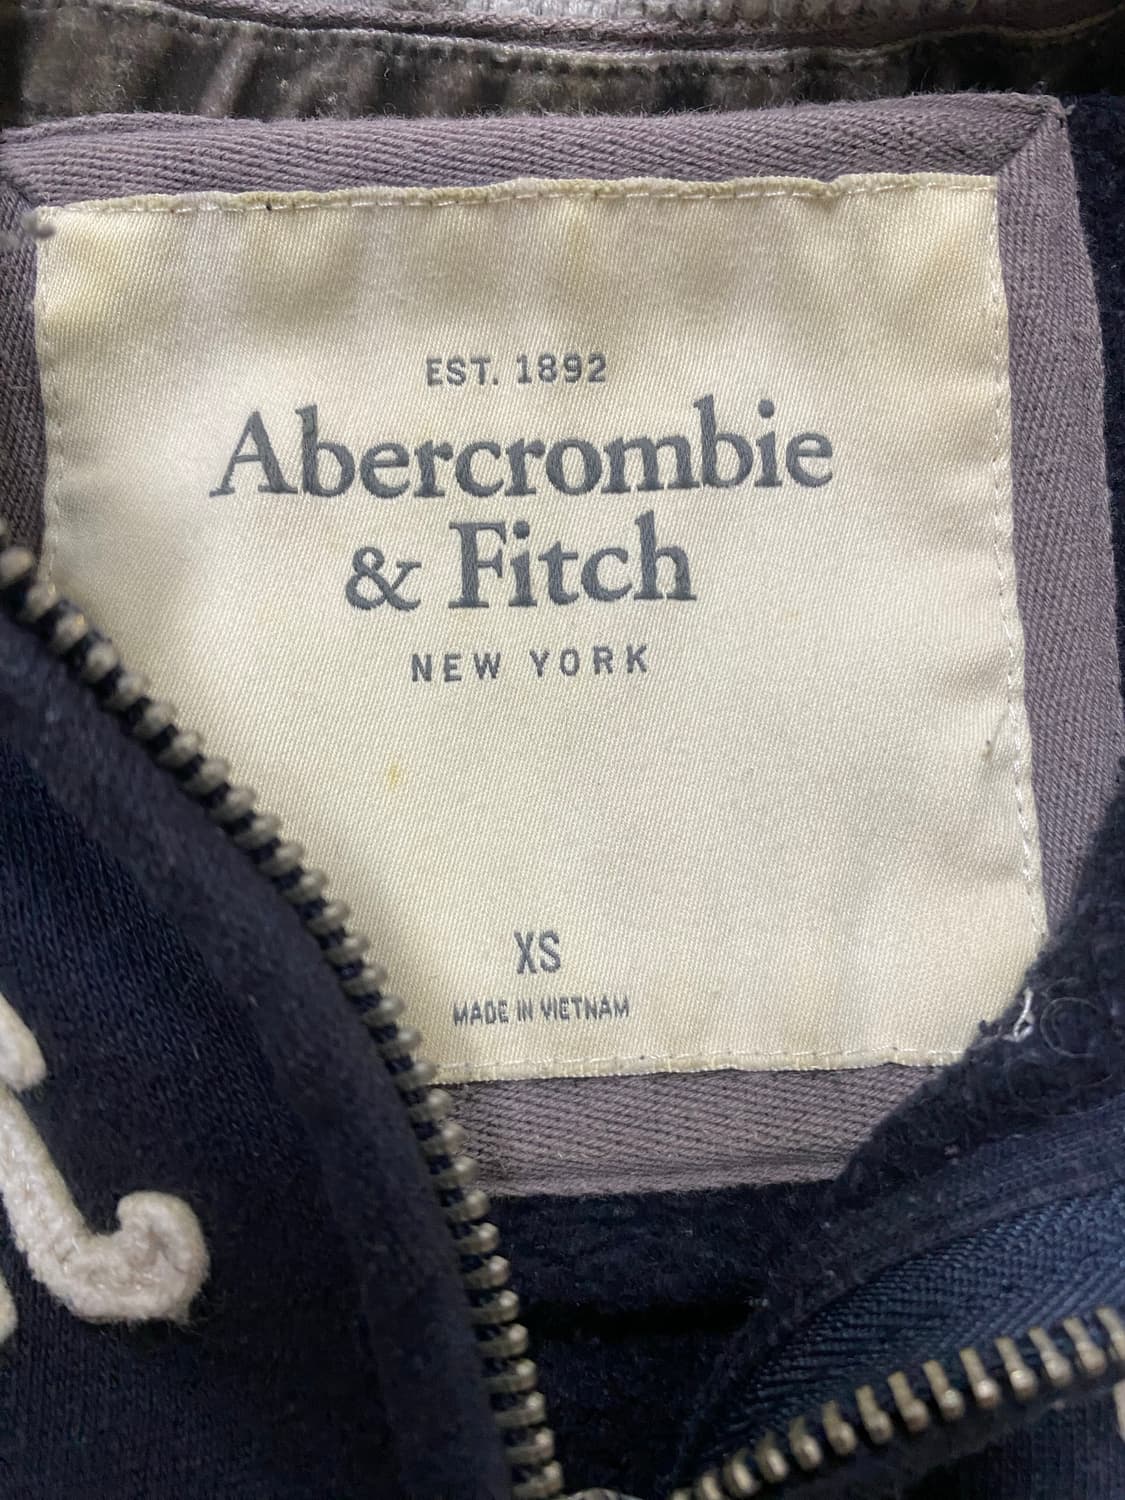 EST. 1892
Abercrombie
& Fitch
NEW YORK
XS
MADE IN VIETNAM